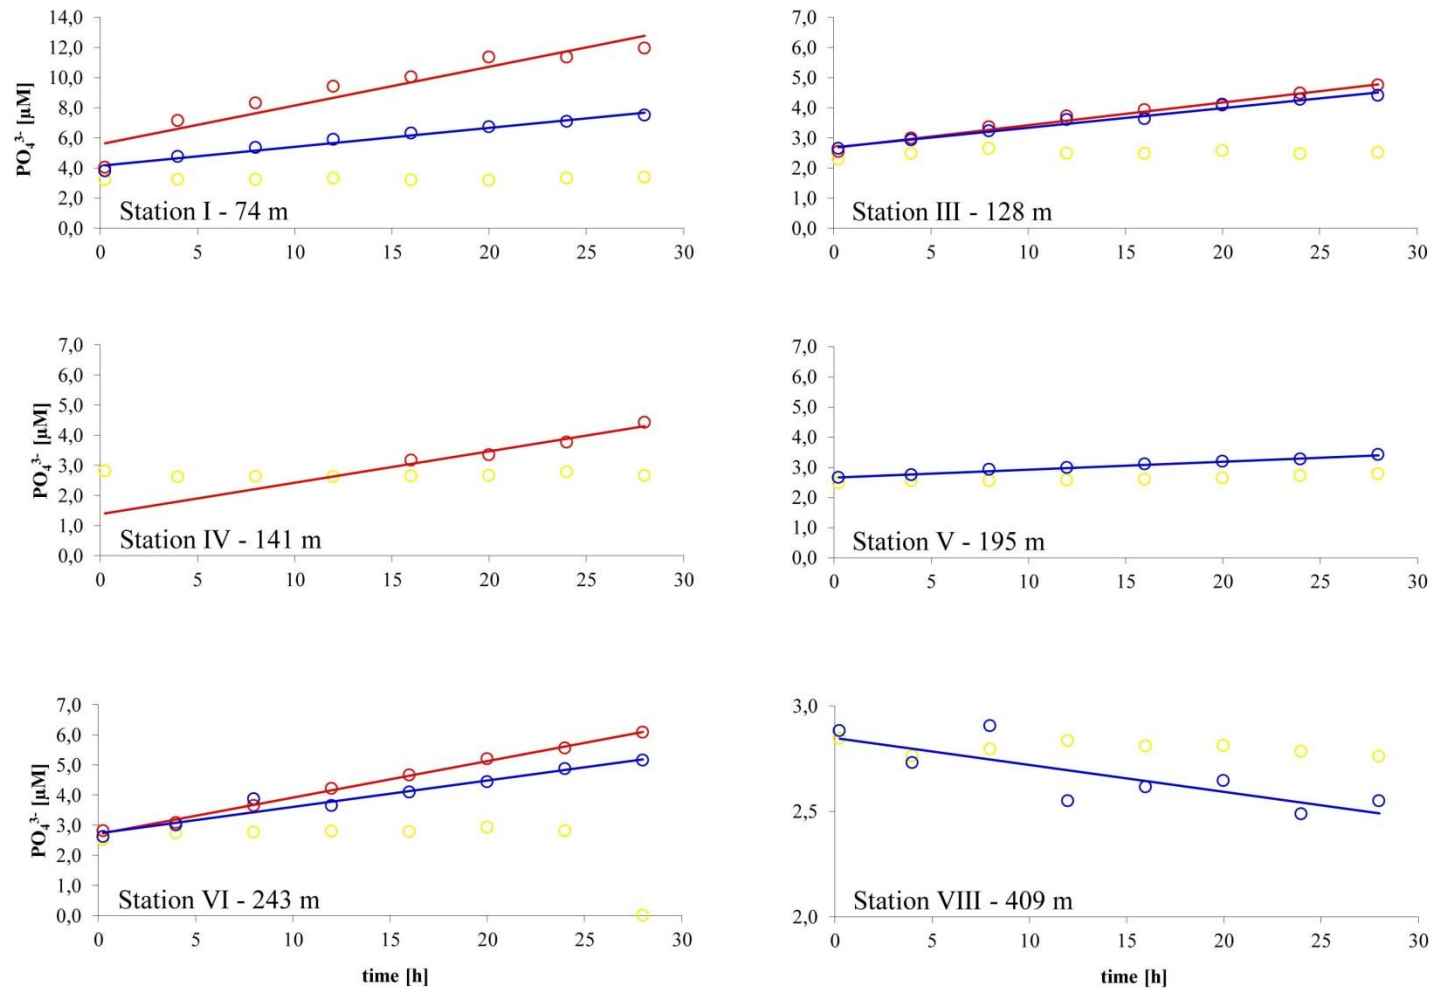 14,0
12,0
10,0
8,0
6,0
4,0
2,0
0,0
PO₄³⁻ [µM]
Station I - 74 m
0 5 10 15 20 25 30
7,0
6,0
5,0
4,0
3,0
2,0
1,0
0,0
Station III - 128 m
0 5 10 15 20 25 30
7,0
6,0
5,0
4,0
3,0
2,0
1,0
0,0
PO₄³⁻ [µM]
Station IV - 141 m
0 5 10 15 20 25 30
7,0
6,0
5,0
4,0
3,0
2,0
1,0
0,0
Station V - 195 m
0 5 10 15 20 25 30
7,0
6,0
5,0
4,0
3,0
2,0
1,0
0,0
PO₄³⁻ [µM]
Station VI - 243 m
0 5 10 15 20 25 30
time [h]
3,0
2,5
2,0
Station VIII - 409 m
0 5 10 15 20 25 30
time [h]